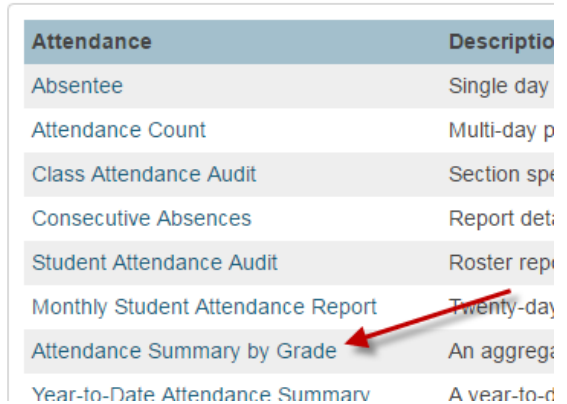 Attendance Descriptio
Absentee Single day
Attendance Count Multi-day p
Class Attendance Audit Section spe
Consecutive Absences Report deta
Student Attendance Audit Roster repo
Monthly Student Attendance Report Twenty-day
Attendance Summary by Grade An aggrega
Year-to-Date Attendance Summary A year-to-d